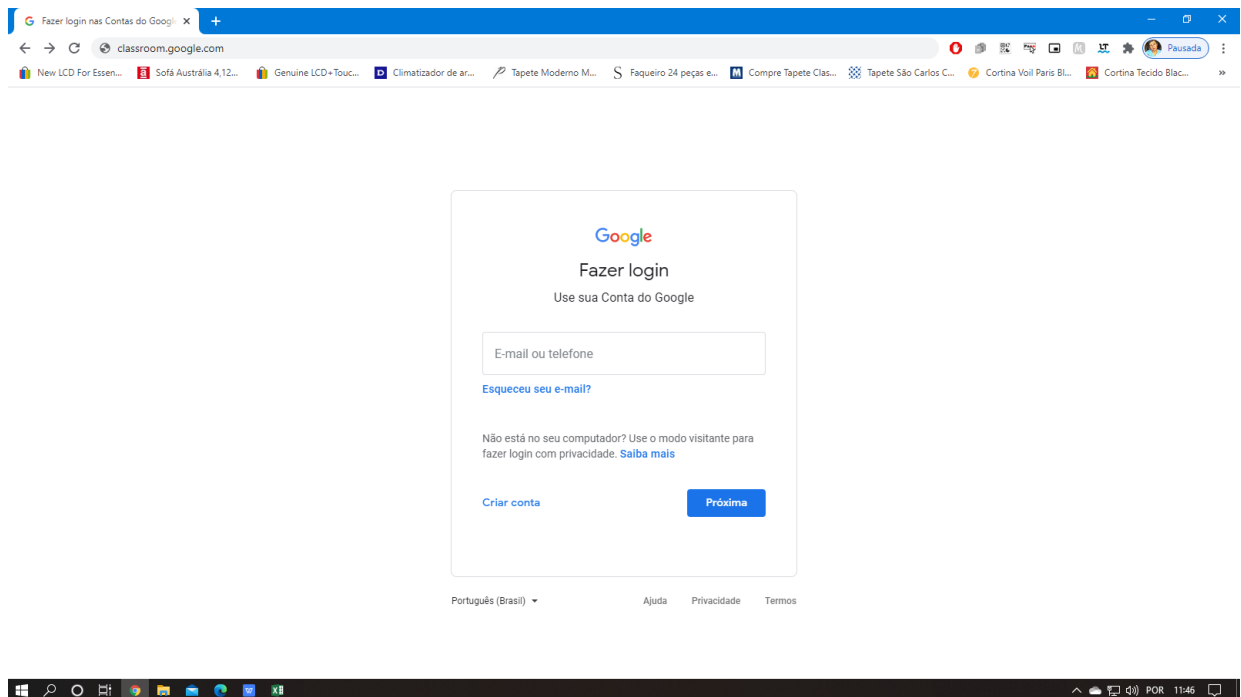 Fazer login nas Contas do Googl
classroom.google.com
Pausada
New LCD For Essen...
Sofá Austrália 4,12...
Genuine LCD+Touc...
Climatizador de ar...
Tapete Moderno M...
Faqueiro 24 peças e...
Compre Tapete Clas...
Tapete São Carlos C...
Cortina Voil Paris Bl...
Cortina Tecido Blac...
Google
Fazer login
Use sua Conta do Google
E-mail ou telefone
Esqueceu seu e-mail?
Não está no seu computador? Use o modo visitante para
fazer login com privacidade. Saiba mais
Criar conta
Próxima
Português (Brasil)
Ajuda
Privacidade
Termos
POR
11:46